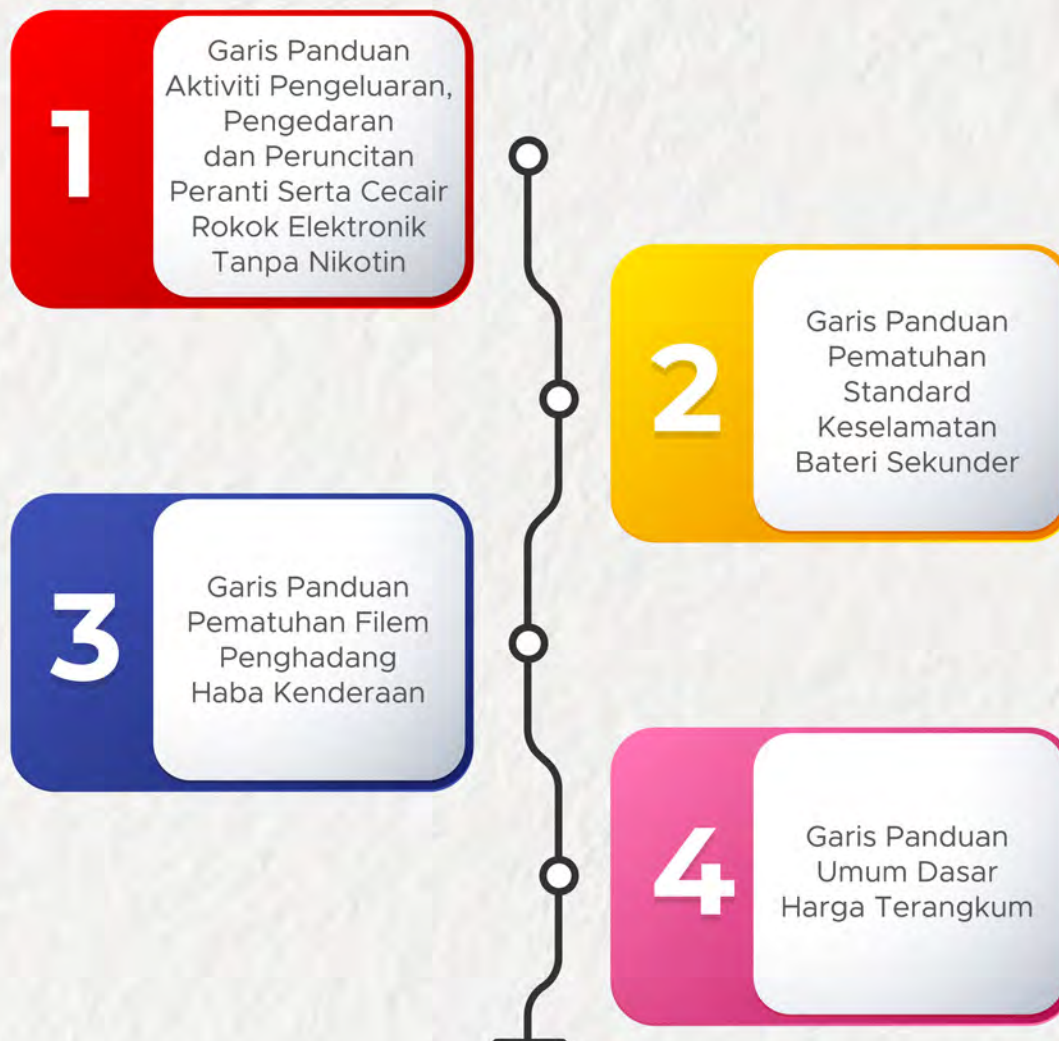 1
Garis Panduan
Aktiviti Pengeluaran,
Pengedaran
dan Peruncitan
Peranti Serta Cecair
Rokok Elektronik
Tanpa Nikotin
2
Garis Panduan
Pematuhan
Standard
Keselamatan
Bateri Sekunder
3
Garis Panduan
Pematuhan Filem
Penghadang
Haba Kenderaan
4
Garis Panduan
Umum Dasar
Harga Terangkum